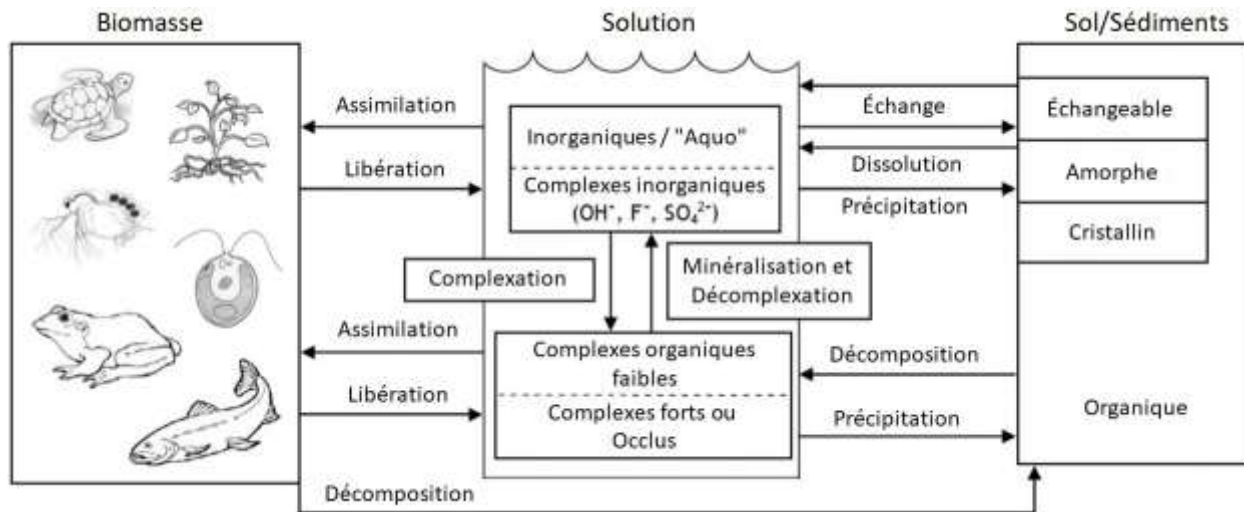 Biomasse
Solution
Sol/Sédiments
Assimilation
Libération
Inorganiques / "Aquo"
Complexes inorganiques
(OH⁻, F⁻, SO₄²⁻)
Échange
Dissolution
Précipitation
Échangeable
Amorphe
Cristallin
Complexation
Minéralisation et
Décomplexation
Assimilation
Libération
Complexes organiques
faibles
Complexes forts ou
Occlus
Décomposition
Précipitation
Organique
Décomposition